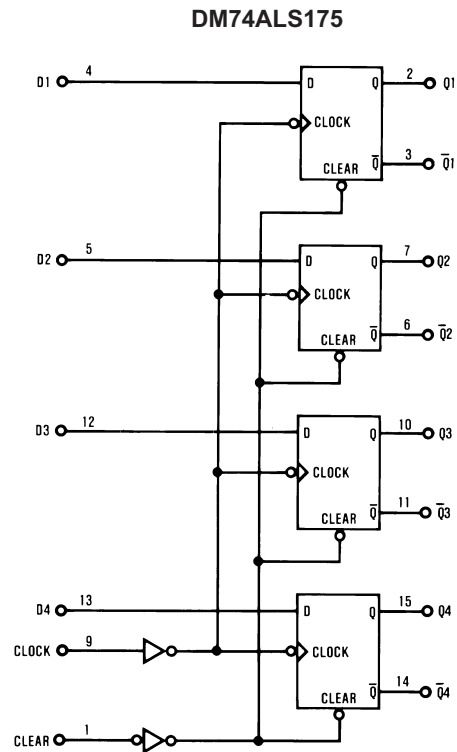 DM74ALS175
D1 4 D Q 2 Q1
CLOCK
CLEAR Q̅ 3 Q̅1
D2 5 D Q 7 Q2
CLOCK
CLEAR Q̅ 6 Q̅2
D3 12 D Q 10 Q3
CLOCK
CLEAR Q̅ 11 Q̅3
D4 13 D Q 15 Q4
CLOCK 9 CLOCK
CLEAR Q̅ 14 Q̅4
CLEAR 1